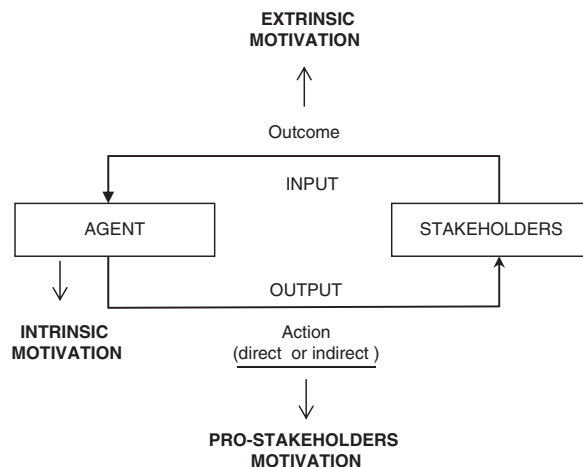 EXTRINSIC
MOTIVATION
Outcome
INPUT
AGENT
STAKEHOLDERS
OUTPUT
INTRINSIC
MOTIVATION
Action
(direct or indirect )
PRO-STAKEHOLDERS
MOTIVATION